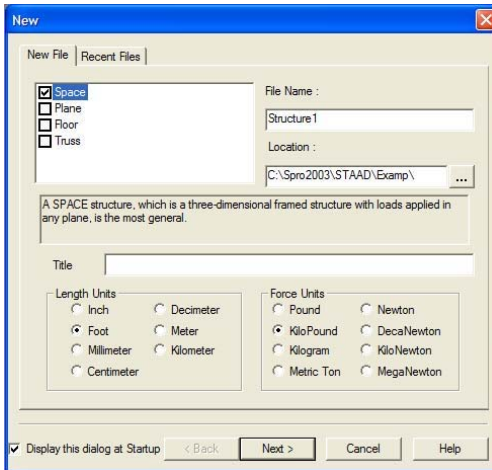 New
New File Recent Files
Space
Plane
Floor
Truss
File Name :
Structure1
Location :
C:\Spro2003\STAAD\Examp\ ...
A SPACE structure, which is a three-dimensional framed structure with loads applied in
any plane, is the most general.
Title
Length Units
Inch Decimeter
Foot Meter
Millimeter Kilometer
Centimeter
Force Units
Pound Newton
KiloPound DecaNewton
Kilogram KiloNewton
Metric Ton MegaNewton
Display this dialog at Startup < Back Next > Cancel Help